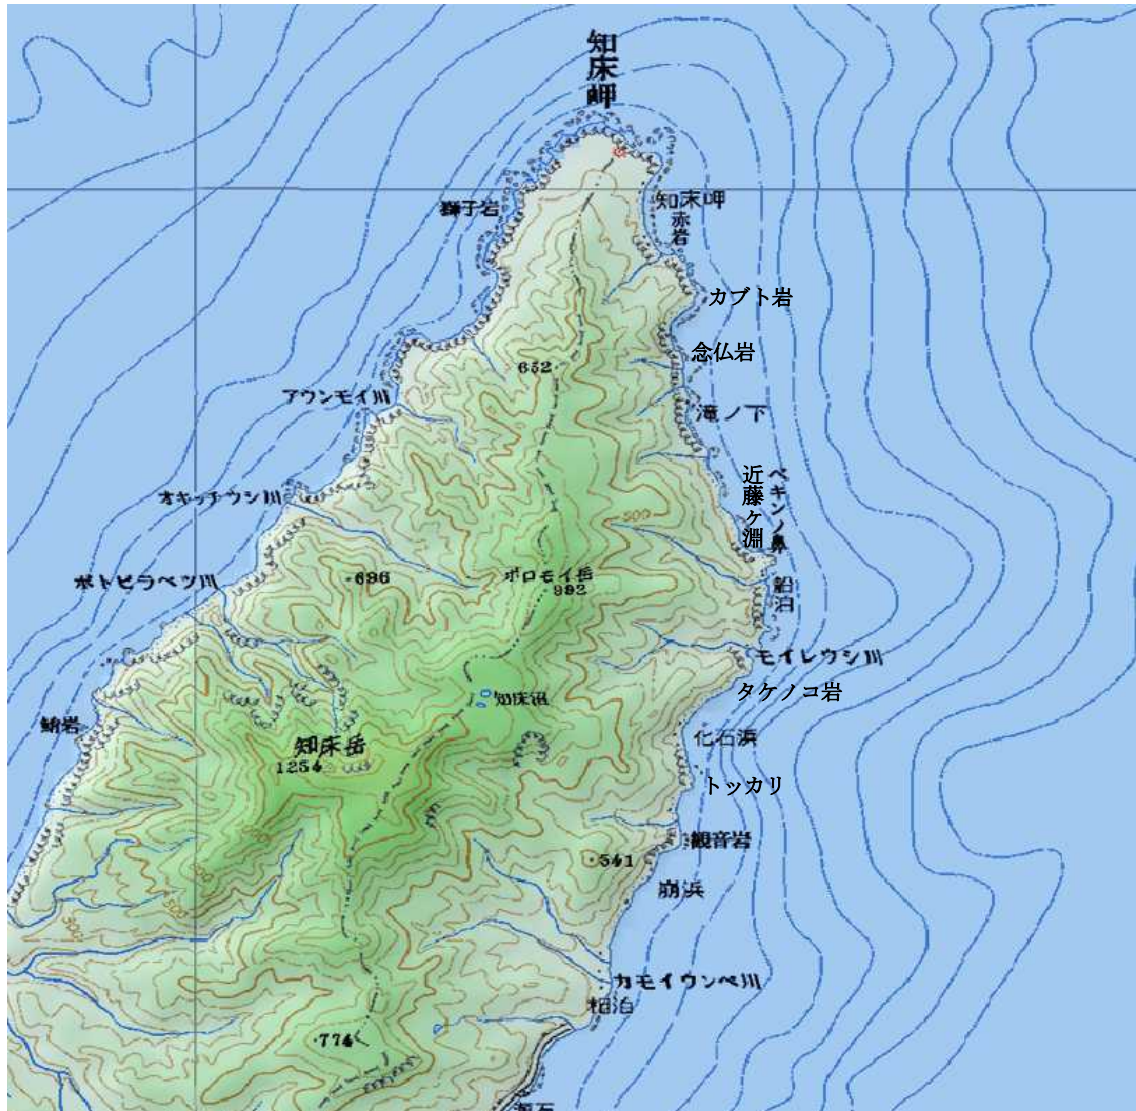 知床岬
獅子岩
知床岬
赤岩
カブト岩
念仏岩
652
アウンモイ川
滝ノ下
近藤ヶ淵
ペキンノ鼻
オキッチウシ川
500
ポトピラベツ川
696
ポロモイ岳
992
船泊
モイレウシ川
タケノコ岩
知床沼
鮹岩
知床岳
1254
化石浜
トッカリ
観音岩
541
崩浜
500
カモイウンベ川
相泊
774